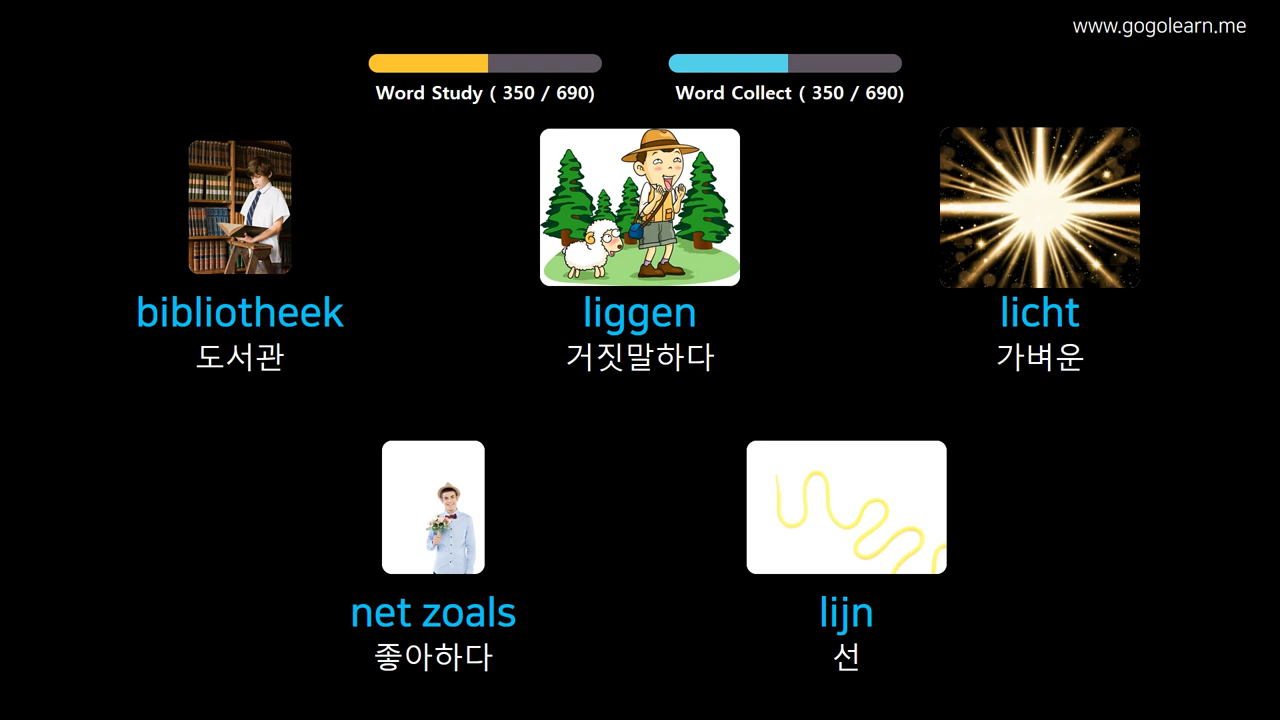 www.gogolearn.me
Word Study ( 350 / 690)
Word Collect ( 350 / 690)
bibliotheek
도서관
liggen
거짓말하다
licht
가벼운
net zoals
좋아하다
lijn
선